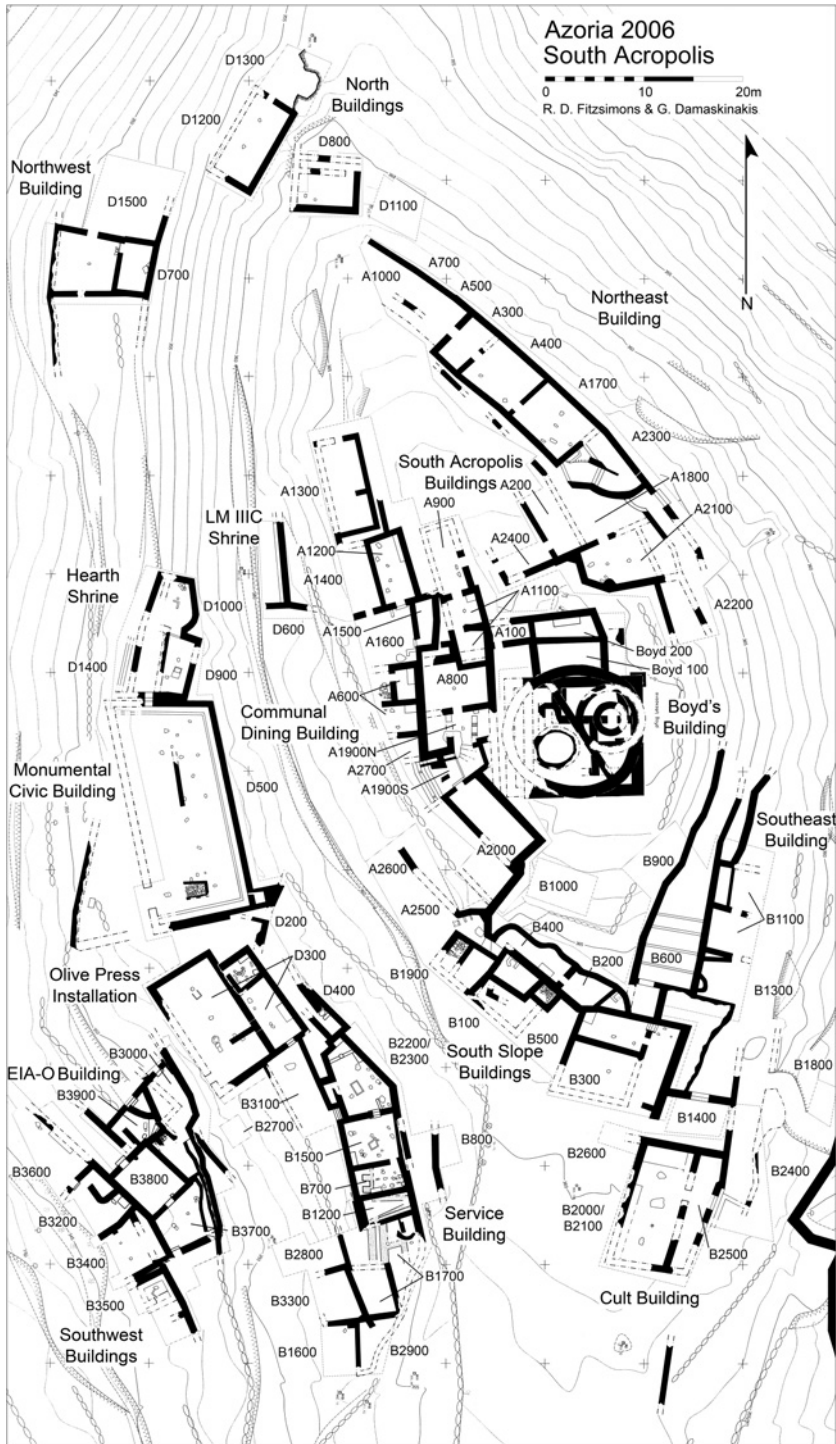 Azoria 2006
South Acropolis
0 10 20m
R. D. Fitzsimons & G. Damaskinakis
N
D1300
North
Buildings
D1200
D800
Northwest
Building
D1500
D1100
D700
A700
A1000
A500
A300
Northeast
Building
A400
A1700
A2300
South Acropolis
Buildings
A200
A1800
A1300
A900
A2100
LM IIIC
Shrine
A1200
A2400
A1400
Hearth
Shrine
D1000
A1100
A2200
D600
A1500
A1600
A100
Boyd 200
Boyd 100
D1400
D900
A800
A600
Boyd's
Building
Communal
Dining Building
A1900N
A2700
Monumental
Civic Building
D500
A1900S
Southeast
Building
A2000
A2600
B900
B1000
B1100
A2500
D200
B400
B600
Olive Press
Installation
D300
B1900
B200
D400
B1300
B100
B500
South Slope
Buildings
B2200/
B2300
B3000
EIA-O Building
B3900
B300
B1800
B3100
B2700
B1400
B3600
B1500
B800
B2600
B3800
B700
B2400
B3200
B1200
Service
Building
B2000/
B2100
B3700
B3400
B2800
B2500
B1700
B3500
B3300
Cult Building
Southwest
Buildings
B1600
B2900